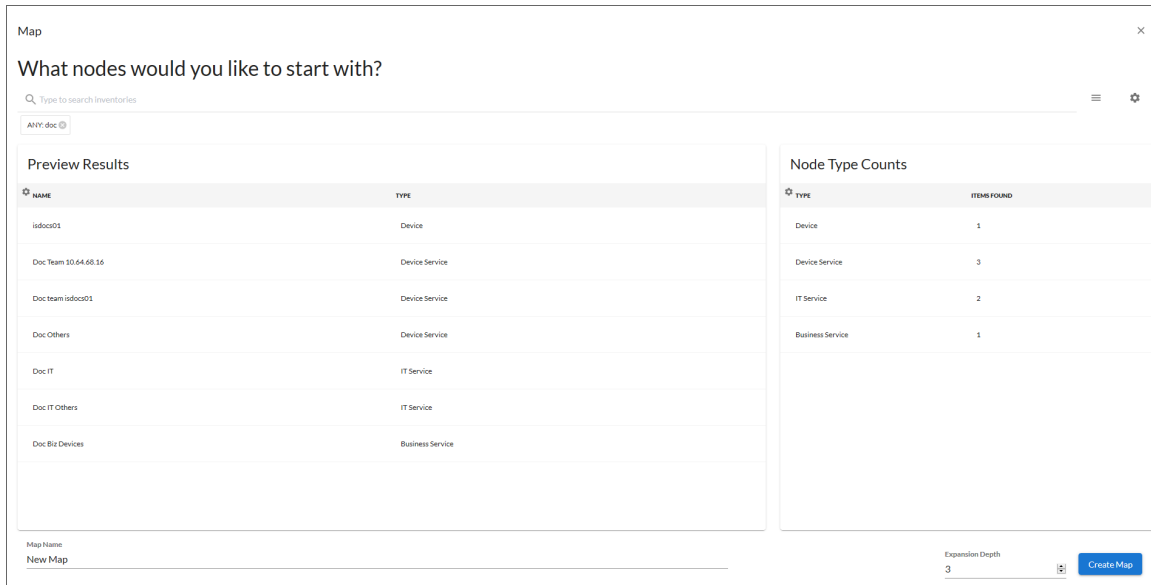 Map
What nodes would you like to start with?
Type to search inventories
ANY: doc
Preview Results
NAME TYPE
isdocs01 Device
Doc Team 10.64.68.16 Device Service
Doc team isdocs01 Device Service
Doc Others Device Service
Doc IT IT Service
Doc IT Others IT Service
Doc Biz Devices Business Service
Node Type Counts
TYPE ITEMS FOUND
Device 1
Device Service 3
IT Service 2
Business Service 1
Map Name
New Map
Expansion Depth
3
Create Map